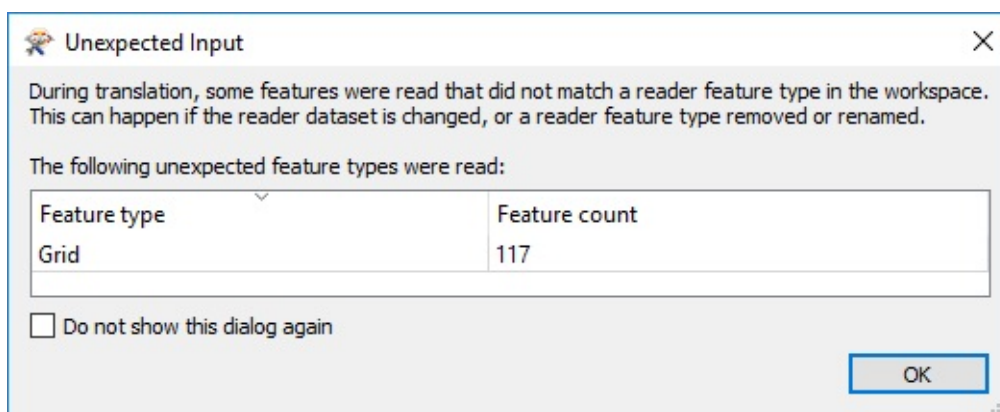 Unexpected Input
During translation, some features were read that did not match a reader feature type in the workspace.
This can happen if the reader dataset is changed, or a reader feature type removed or renamed.
The following unexpected feature types were read:
Feature type Feature count
Grid 117
Do not show this dialog again
OK